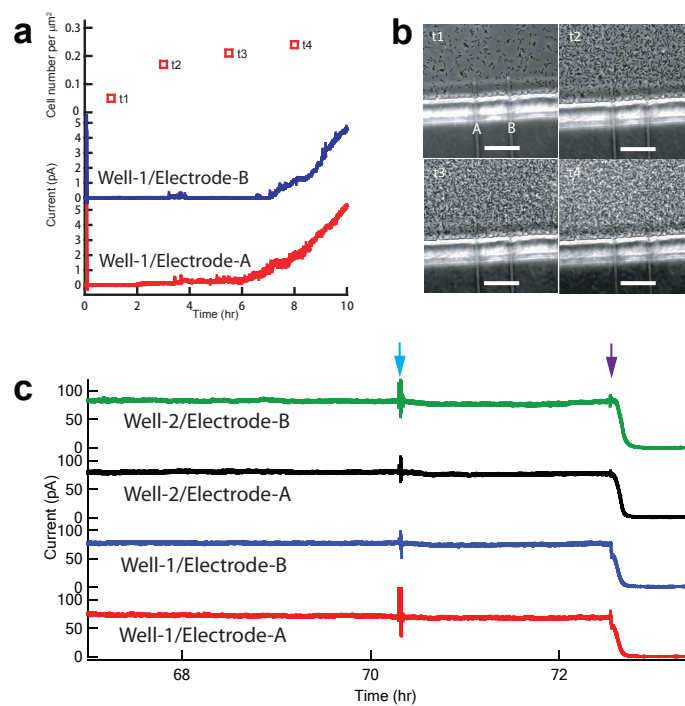 a
Cell number per μm²
0.3
0.2
0.1
0
t1
t2
t3
t4
Current (pA)
5
4
3
2
1
0
Well-1/Electrode-B
5
4
3
2
1
0
Well-1/Electrode-A
0
2
4
6
8
10
Time (hr)
b
t1
t2
A
B
t3
t4
c
Current (pA)
100
50
0
Well-2/Electrode-B
100
50
0
Well-2/Electrode-A
100
50
0
Well-1/Electrode-B
100
50
0
Well-1/Electrode-A
68
70
72
Time (hr)